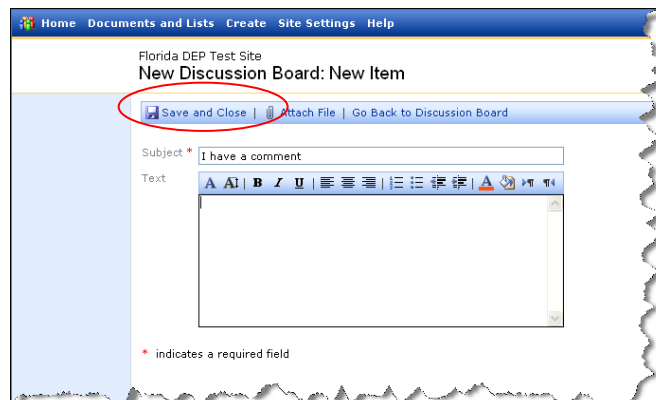 Home Documents and Lists Create Site Settings Help
Florida DEP Test Site
New Discussion Board: New Item
Save and Close | Attach File | Go Back to Discussion Board
Subject * I have a comment
Text
A A | B I U | A
* indicates a required field